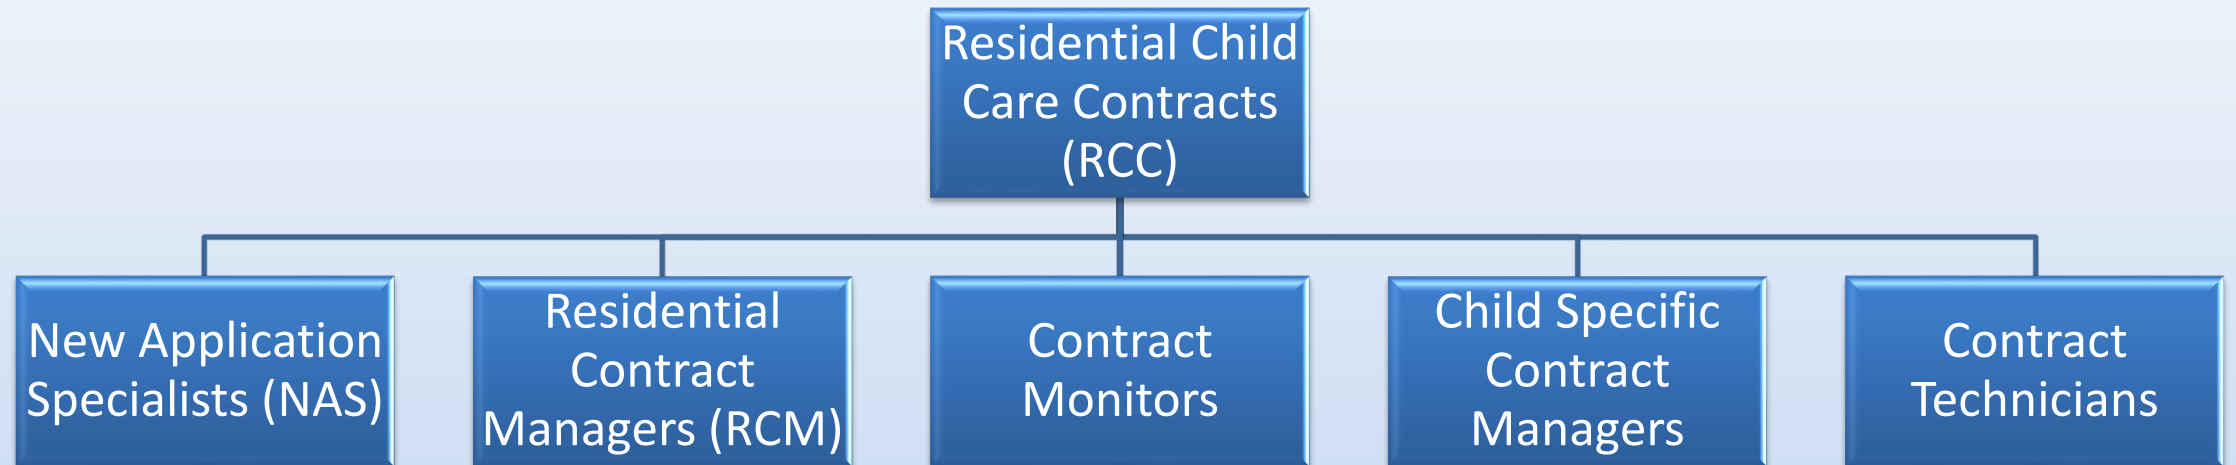 Residential Child
Care Contracts
(RCC)
New Application
Specialists (NAS)
Residential
Contract
Managers (RCM)
Contract
Monitors
Child Specific
Contract
Managers
Contract
Technicians